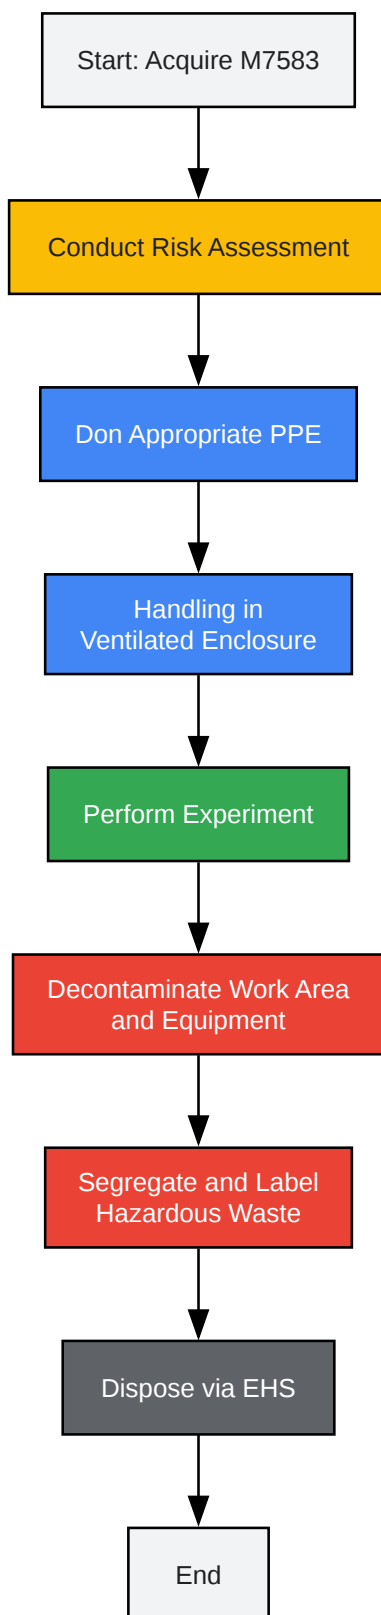 Start: Acquire M7583
Conduct Risk Assessment
Don Appropriate PPE
Handling in
Ventilated Enclosure
Perform Experiment
Decontaminate Work Area
and Equipment
Segregate and Label
Hazardous Waste
Dispose via EHS
End